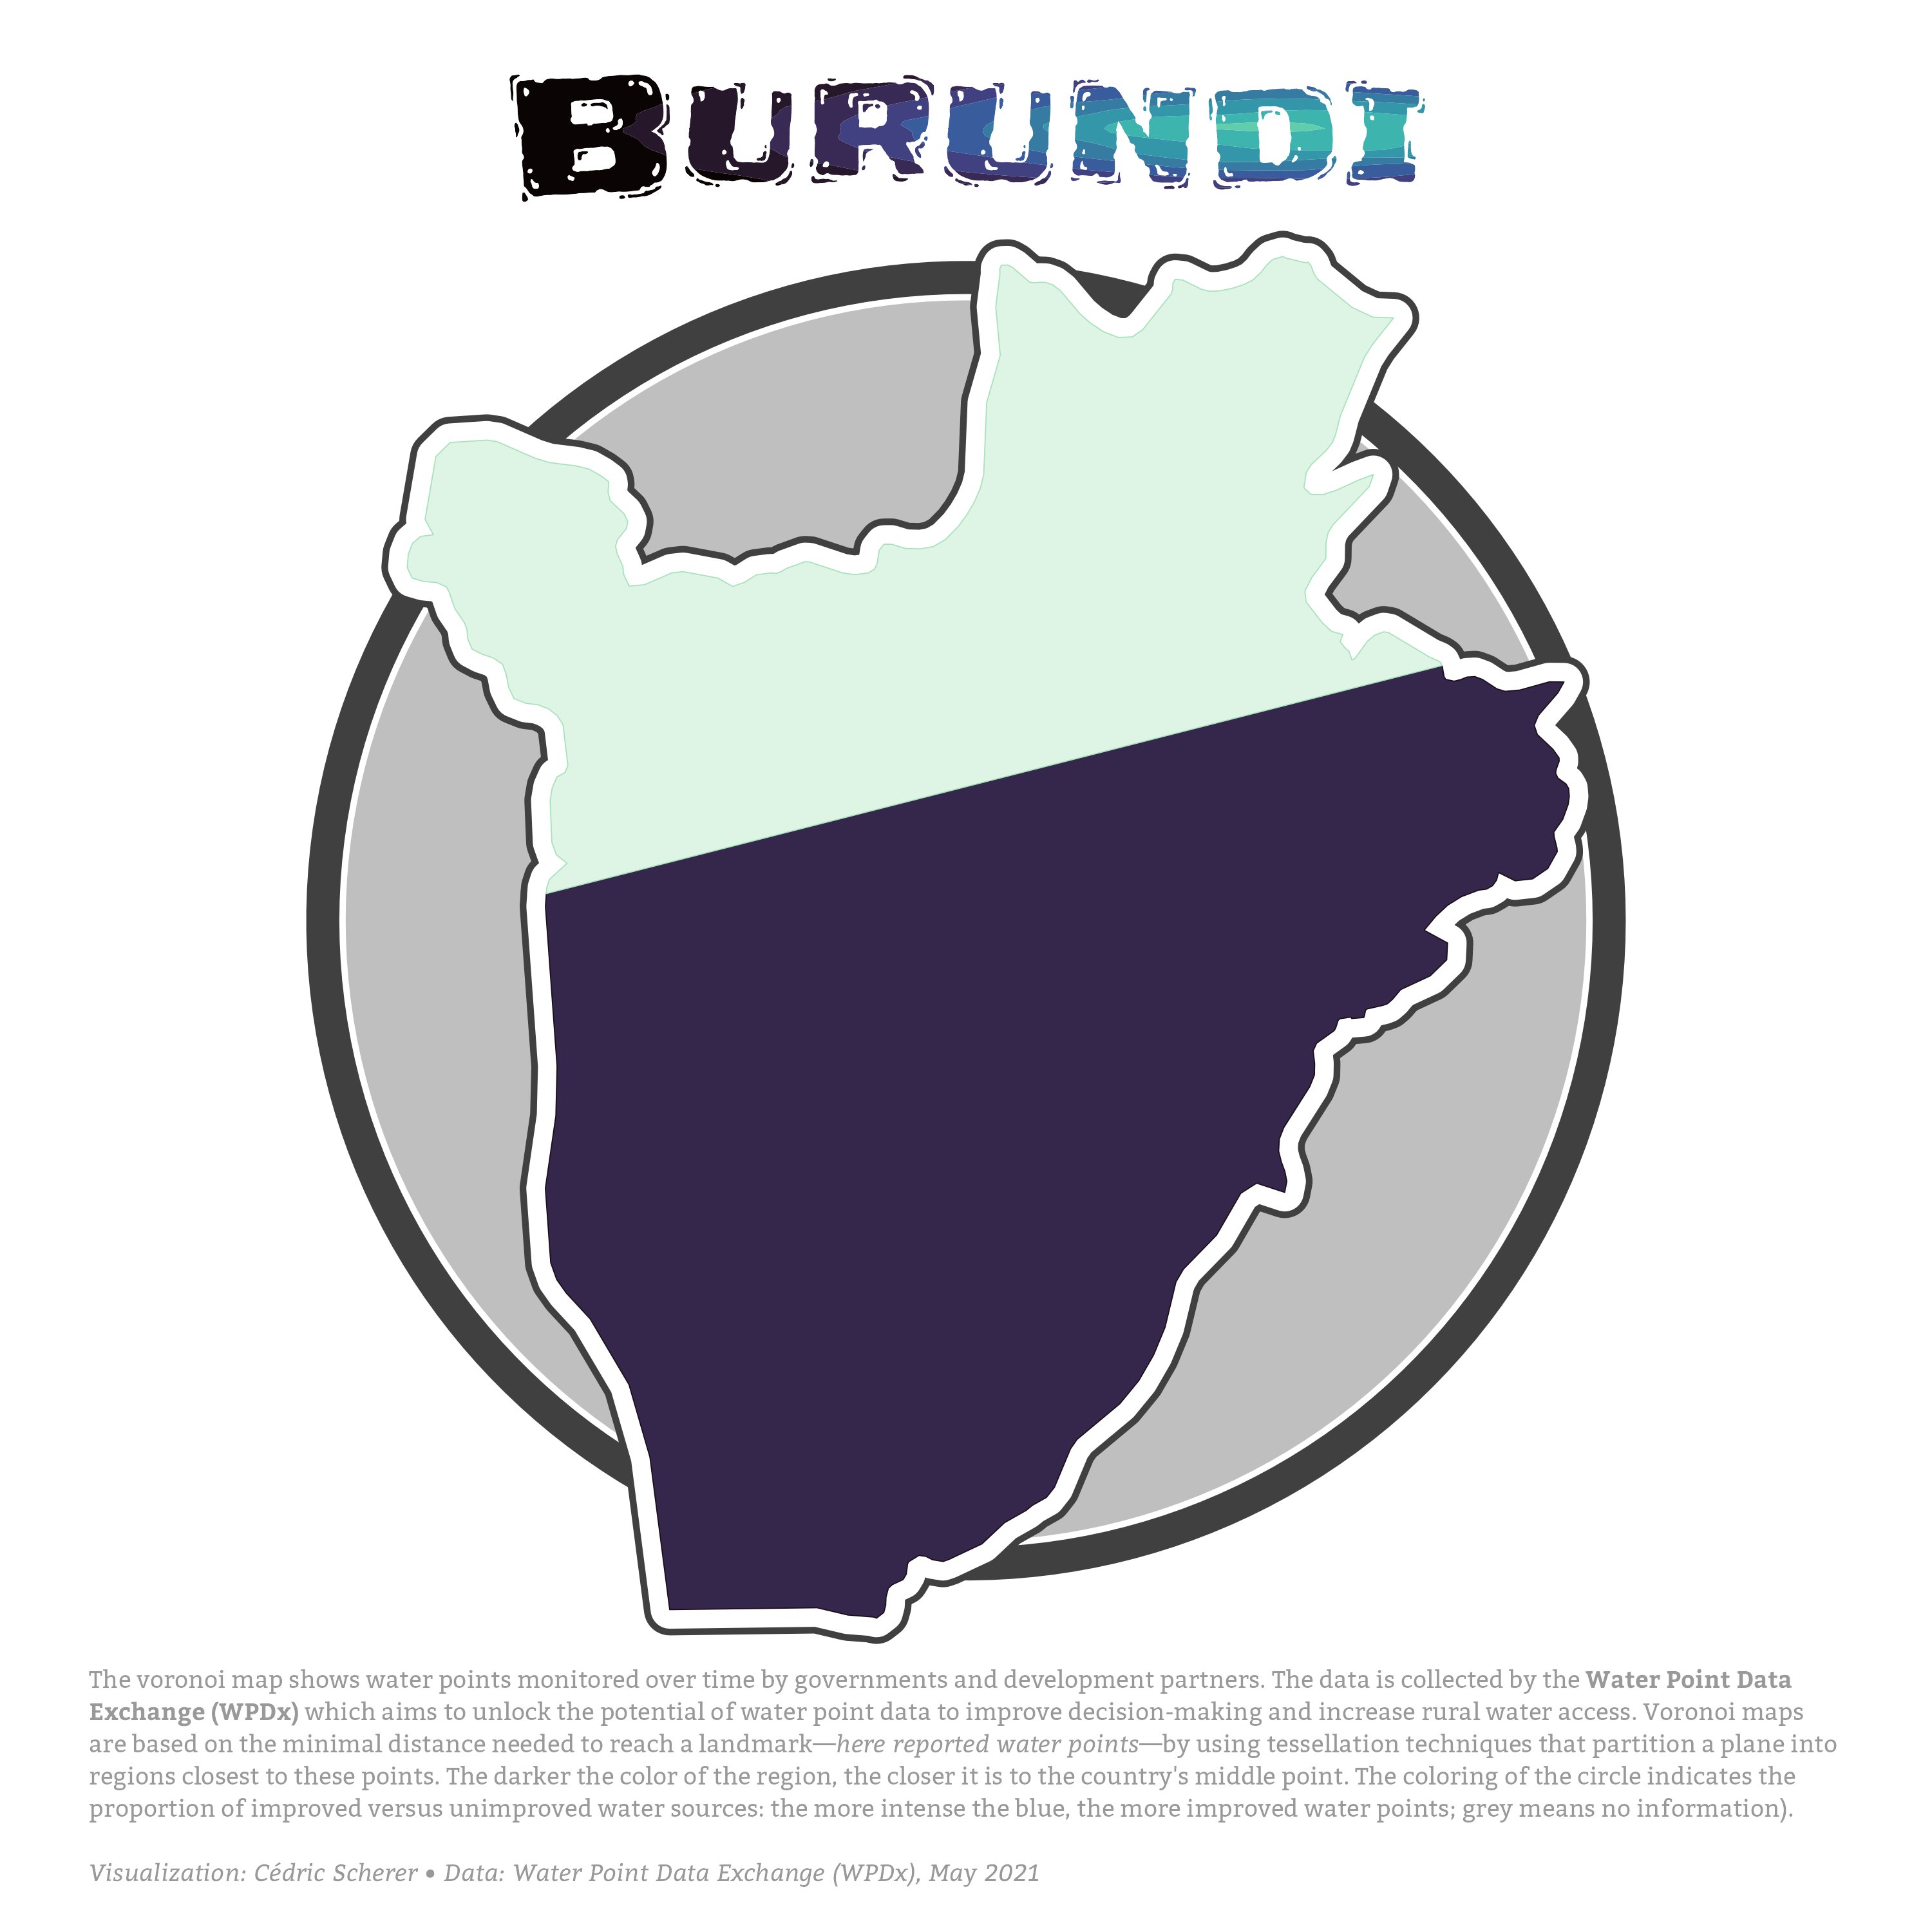 BURUNDI
The voronoi map shows water points monitored over time by governments and development partners. The data is collected by the Water Point Data
Exchange (WPDx) which aims to unlock the potential of water point data to improve decision-making and increase rural water access. Voronoi maps
are based on the minimal distance needed to reach a landmark—here reported water points—by using tessellation techniques that partition a plane into
regions closest to these points. The darker the color of the region, the closer it is to the country's middle point. The coloring of the circle indicates the
proportion of improved versus unimproved water sources: the more intense the blue, the more improved water points; grey means no information).
Visualization: Cédric Scherer • Data: Water Point Data Exchange (WPDx), May 2021